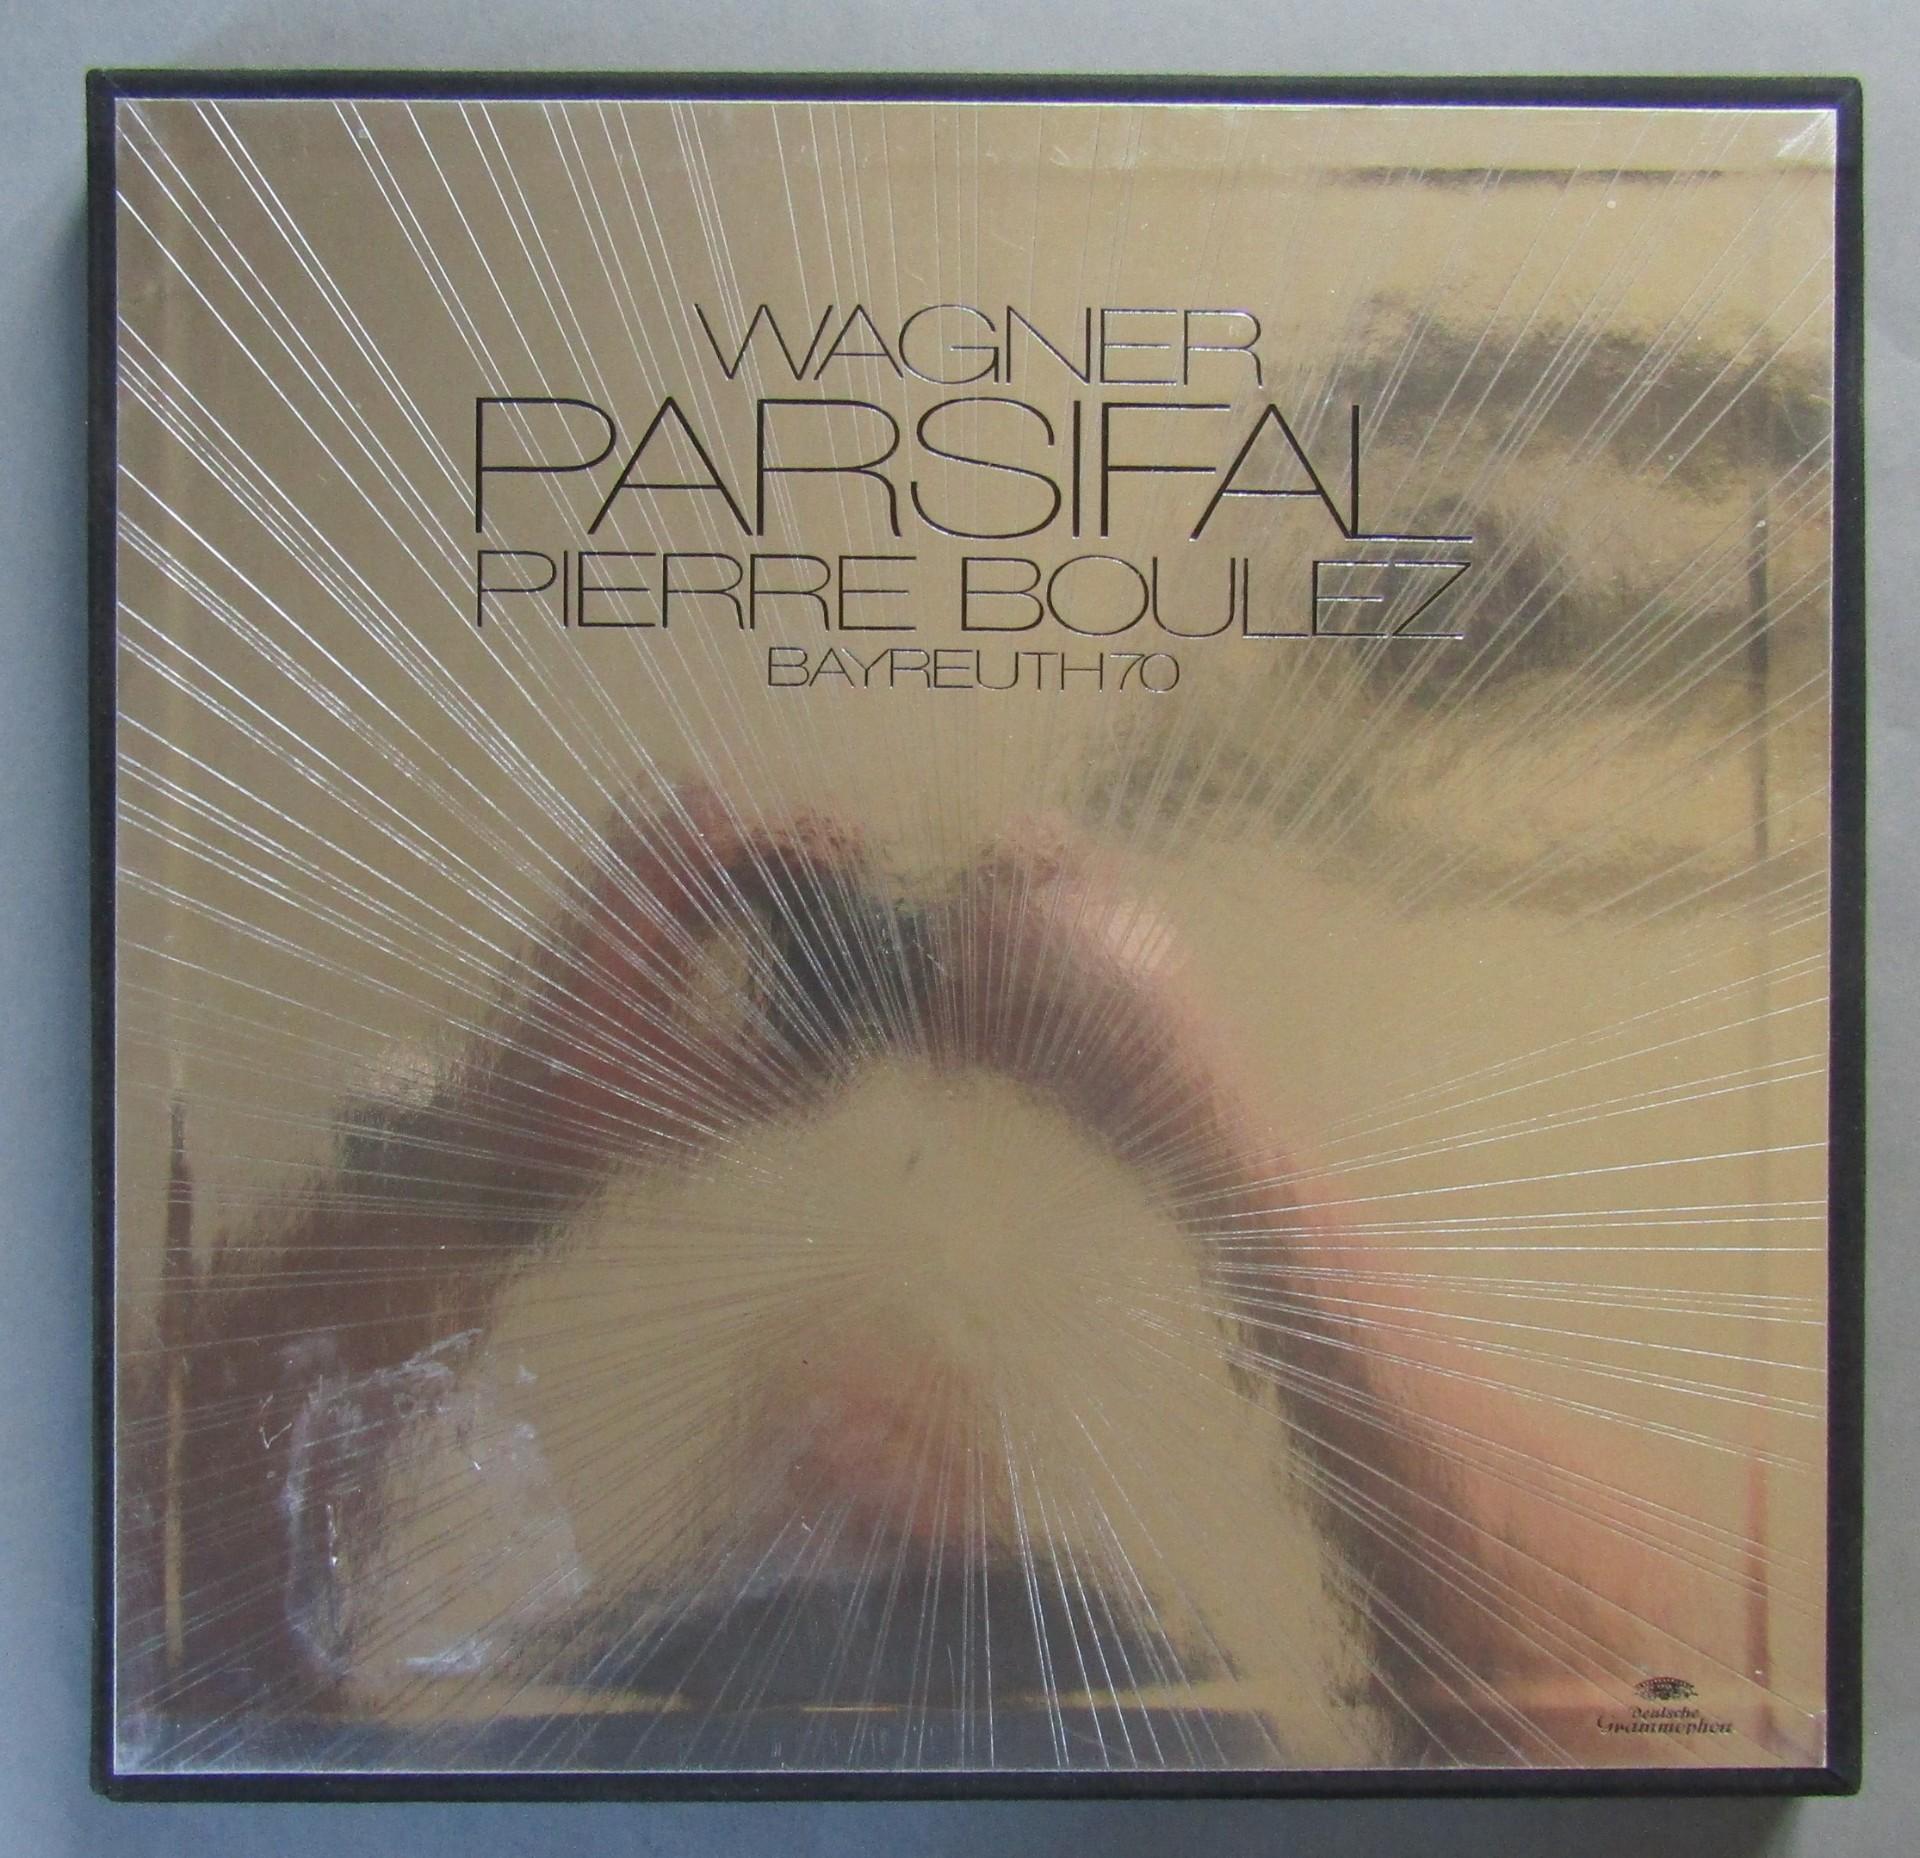 WAGNER
PARSIFAL
PIERRE BOULEZ
BAYREUTH 70
Deutsche
Grammophon